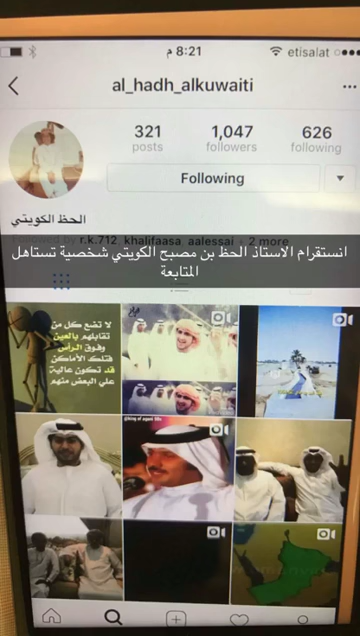 8:21 م
etisalat
al_hadh_alkuwaiti
321
1,047
626
posts
followers
following
Following
الحظ الكويتي
r.k.712, khalifaasa, aalessai + 2 more
انستقرام الاستاذ الحظ بن مصبح الكويتي شخصية تستاهل
المتابعة
لا تضع كل من
تقابلهم بالعين
وفوق الرأس
فتلك الأماكن
قد تكون عالية
على البعض منهم